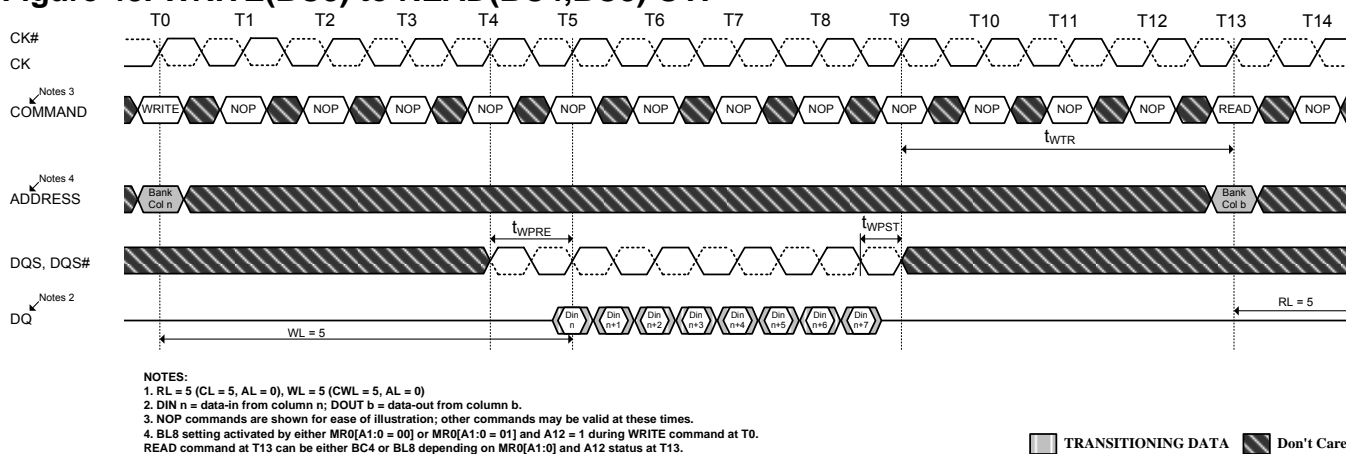 T0 T1 T2 T3 T4 T5 T6 T7 T8 T9 T10 T11 T12 T13 T14
CK#
CK
Notes 3
COMMAND
WRITE NOP NOP NOP NOP NOP NOP NOP NOP NOP NOP NOP NOP READ NOP
tWTR
Notes 4
ADDRESS
Bank
Col n
Bank
Col b
tWPRE
tWPST
DQS, DQS#
Notes 2
DQ
Din
n
Din
n+1
Din
n+2
Din
n+3
Din
n+4
Din
n+5
Din
n+6
Din
n+7
WL = 5
RL = 5
NOTES:
1. RL = 5 (CL = 5, AL = 0), WL = 5 (CWL = 5, AL = 0)
2. DIN n = data-in from column n; DOUT b = data-out from column b.
3. NOP commands are shown for ease of illustration; other commands may be valid at these times.
4. BL8 setting activated by either MR0[A1:0 = 00] or MR0[A1:0 = 01] and A12 = 1 during WRITE command at T0.
READ command at T13 can be either BC4 or BL8 depending on MR0[A1:0] and A12 status at T13.
TRANSITIONING DATA Don't Care